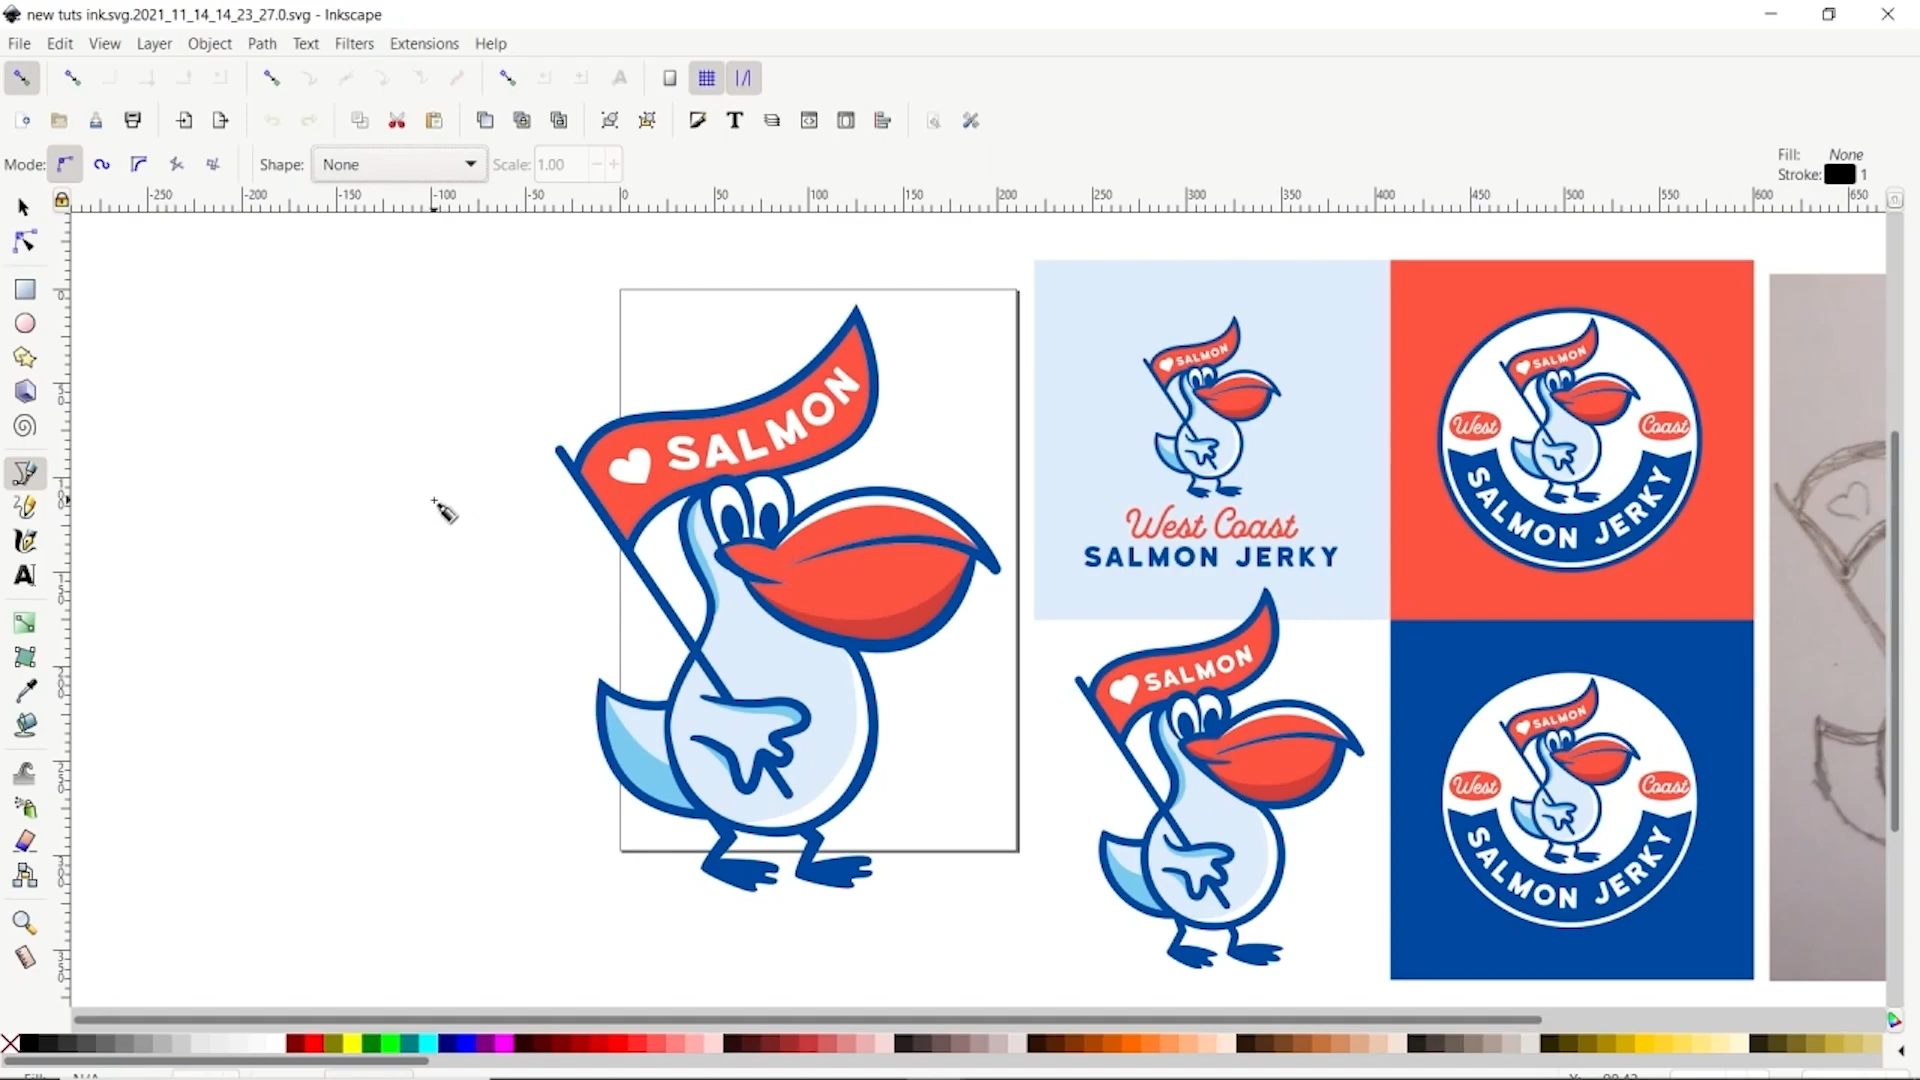 new tuts ink.svg.2021_11_14_14_23_27.0.svg - Inkscape
File Edit View Layer Object Path Text Filters Extensions Help
Mode: Shape: None Scale: 1.00
Fill: None
Stroke: 1
-250 -200 -150 -100 -50 0 50 100 150 200 250 300 350 400 450 500 550 600 650
SALMON
SALMON
West Coast
SALMON JERKY
SALMON
West Coast
SALMON JERKY
SALMON
SALMON
West Coast
SALMON JERKY